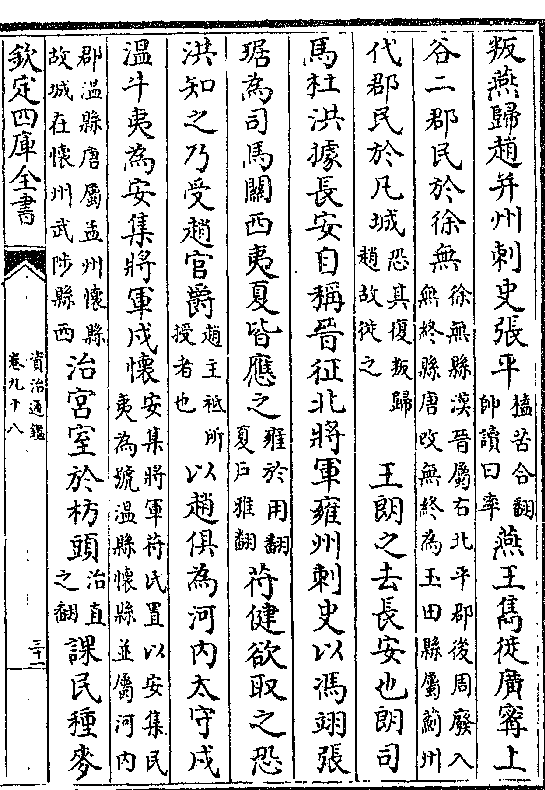 叛燕歸趙并州刺史張平榼苦合翻帥讀曰率燕王雋徙廣甯上
谷二郡民於徐無徐無縣漢晉屬右北平郡後周廢入無終縣唐改無終為玉田縣屬薊州
代郡民於凡城恐其復叛歸趙故徙之王朗之去長安也朗司
馬杜洪據長安自稱晉征北將軍雍州刺史以馮翊張
琚為司馬關西夷夏皆應之雍於用翻夏戶雅翻苻健欲取之恐
洪知之乃受趙官爵趙主祗所授者也以趙俱為河內太守戍
溫斗夷為安集將軍戍懷安集將軍苻氏置以安集民夷為號溫縣懷縣並屬河內
郡溫縣唐屬孟州懷縣故城在懷州武陟縣西治宮室於枋頭治直之翻課民種麥
欽定四庫全書
資治通鑑
卷九十八
三十一